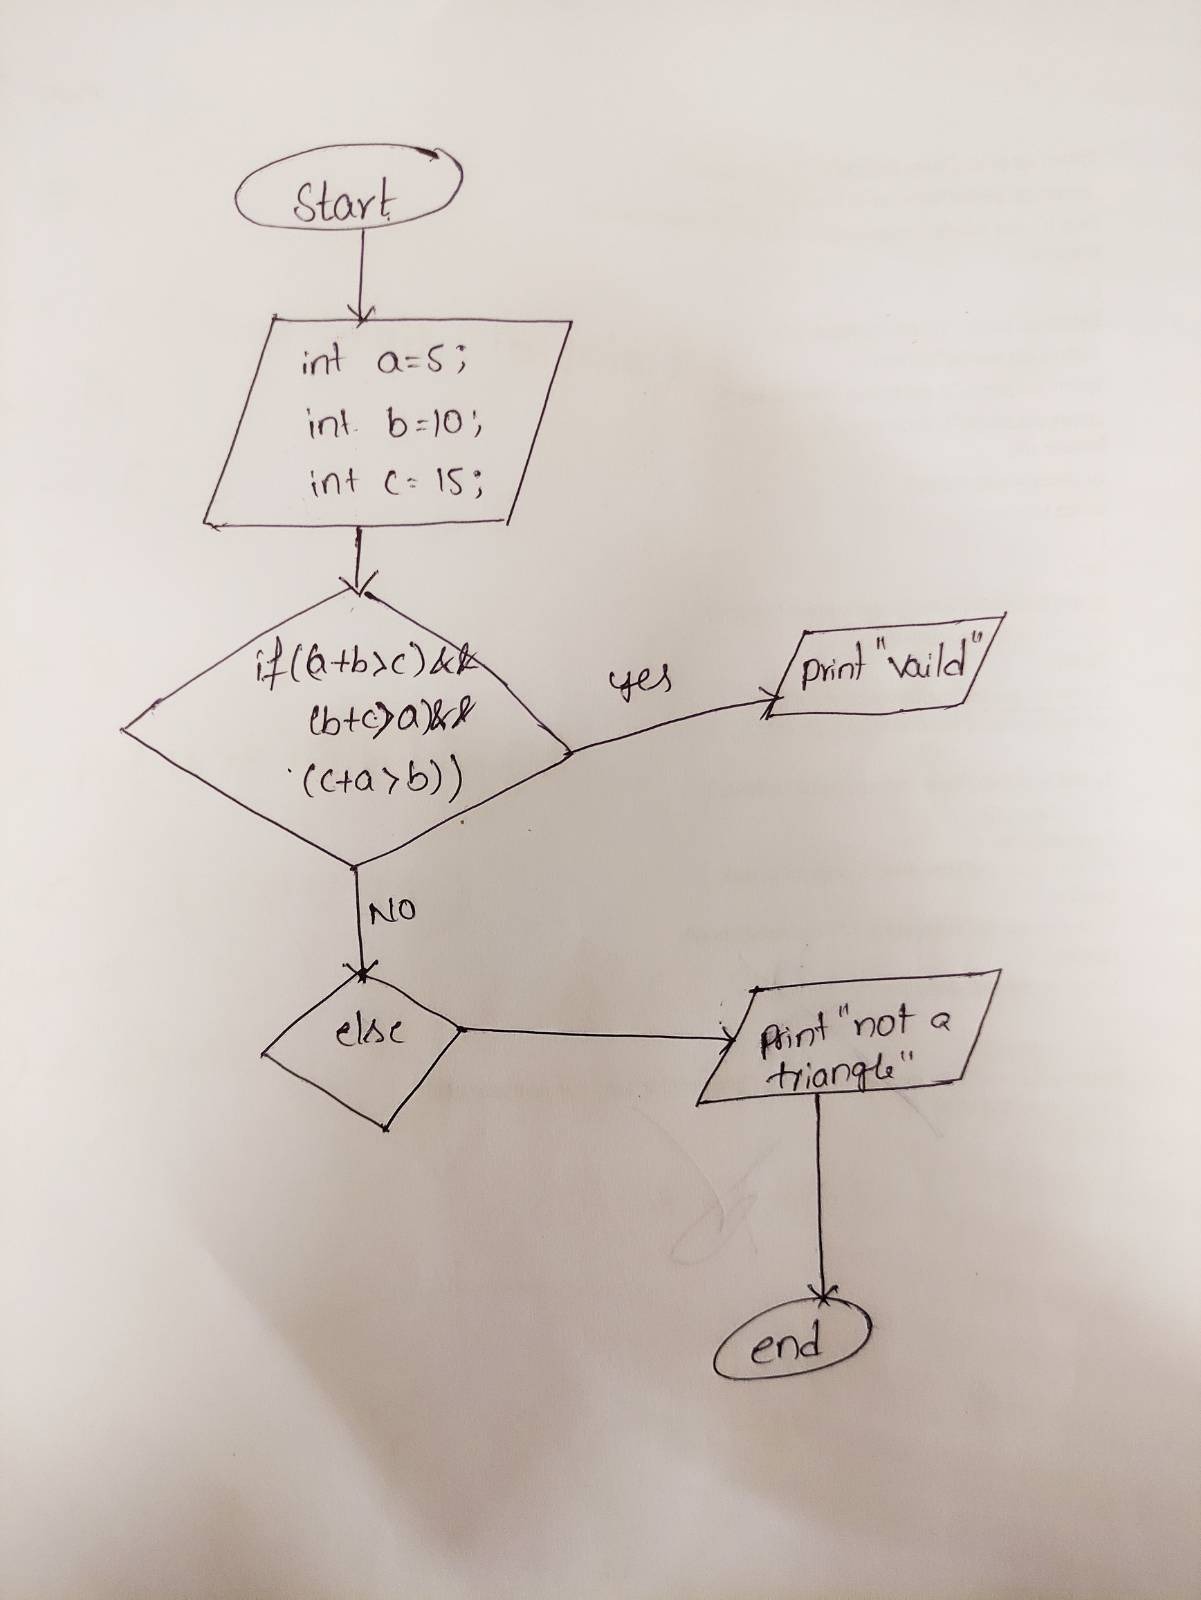 Start
int a=5;
int b=10;
int c=15;
if((a+b>c)&&
(b+c>a)&&
(c+a>b))
yes
print "vaild"
NO
else
print "not a
triangle"
end